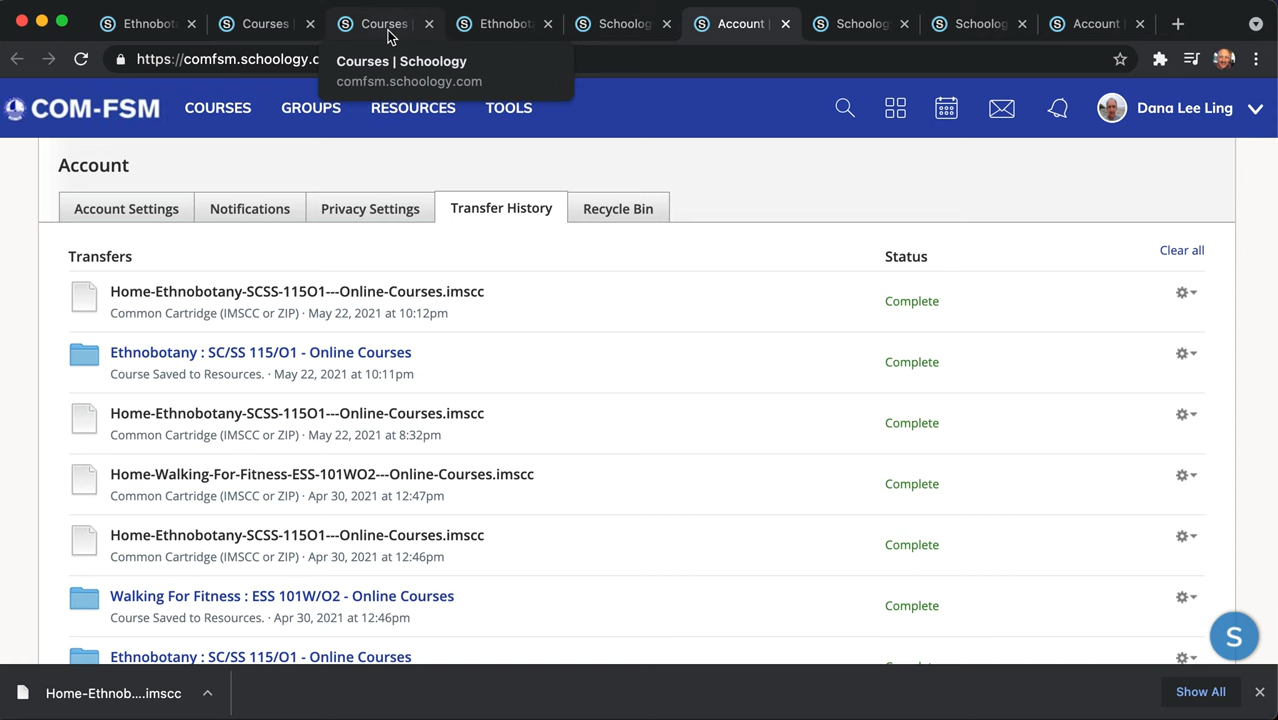 Ethnobot
Courses |
Courses |
Ethnobot
Schoolog
Account |
Schoolog
Schoolog
Account |
https://comfsm.schoology.c
Courses | Schoology
comfsm.schoology.com
COM-FSM
COURSES
GROUPS
RESOURCES
TOOLS
Dana Lee Ling
Account
Account Settings
Notifications
Privacy Settings
Transfer History
Recycle Bin
Transfers
Status
Clear all
Home-Ethnobotany-SCSS-115O1---Online-Courses.imscc
Complete
Common Cartridge (IMSCC or ZIP) · May 22, 2021 at 10:12pm
Ethnobotany : SC/SS 115/O1 - Online Courses
Complete
Course Saved to Resources. · May 22, 2021 at 10:11pm
Home-Ethnobotany-SCSS-115O1---Online-Courses.imscc
Complete
Common Cartridge (IMSCC or ZIP) · May 22, 2021 at 8:32pm
Home-Walking-For-Fitness-ESS-101WO2---Online-Courses.imscc
Complete
Common Cartridge (IMSCC or ZIP) · Apr 30, 2021 at 12:47pm
Home-Ethnobotany-SCSS-115O1---Online-Courses.imscc
Complete
Common Cartridge (IMSCC or ZIP) · Apr 30, 2021 at 12:46pm
Walking For Fitness : ESS 101W/O2 - Online Courses
Complete
Course Saved to Resources. · Apr 30, 2021 at 12:46pm
Ethnobotany : SC/SS 115/O1 - Online Courses
S
Home-Ethnob....imscc
Show All